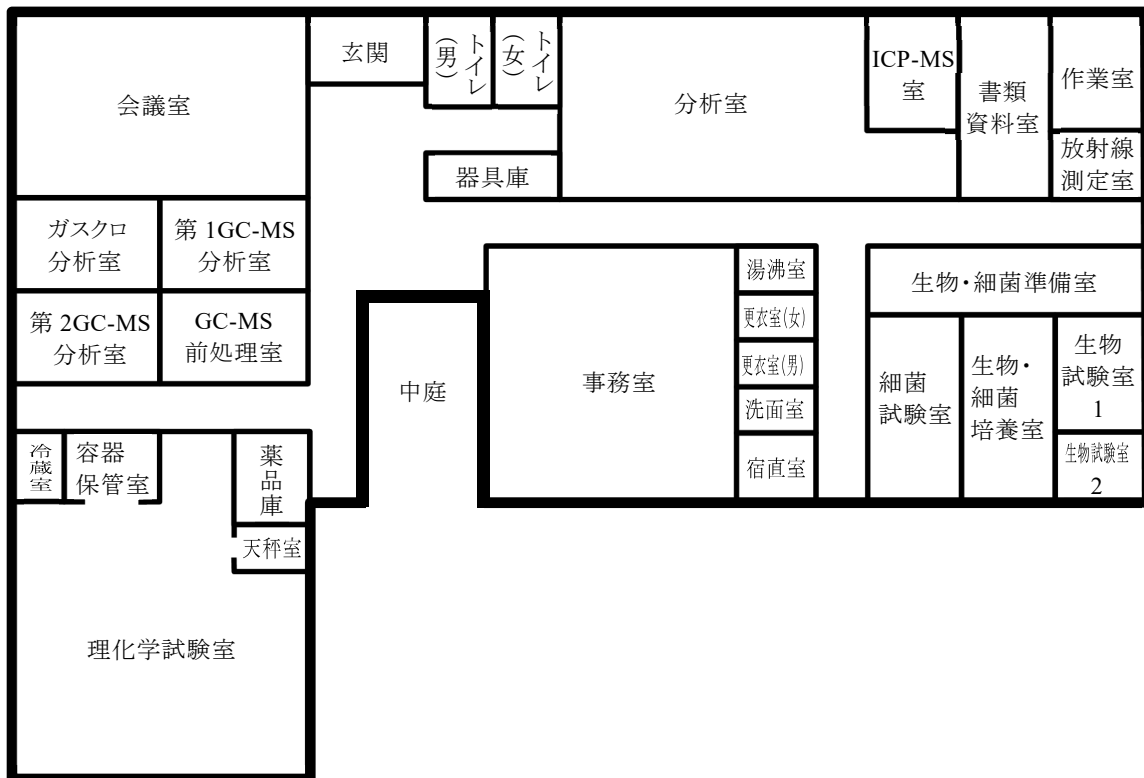 玄関
トイレ
(男)
トイレ
(女)
会議室
分析室
ICP-MS
室
書類
資料室
作業室
放射線
測定室
器具庫
ガスクロ
分析室
第 1GC-MS
分析室
第 2GC-MS
分析室
GC-MS
前処理室
中庭
事務室
湯沸室
更衣室(女)
更衣室(男)
洗面室
宿直室
生物・細菌準備室
細菌
試験室
生物・
細菌
培養室
生物
試験室
1
生物試験室
2
冷蔵室
容器
保管室
薬品庫
天秤室
理化学試験室